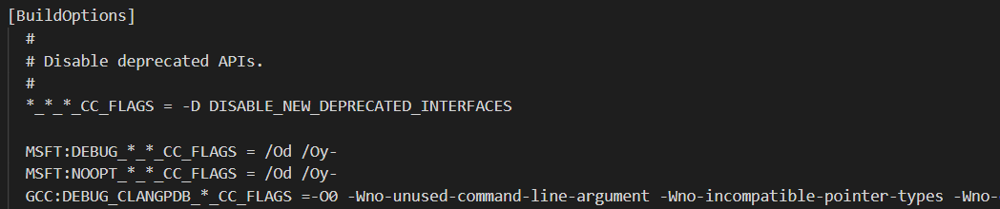 [BuildOptions]
#
# Disable deprecated APIs.
#
*_*_*_CC_FLAGS = -D DISABLE_NEW_DEPRECATED_INTERFACES
MSFT:DEBUG_*_*_CC_FLAGS = /Od /Oy-
MSFT:NOOPT_*_*_CC_FLAGS = /Od /Oy-
GCC:DEBUG_CLANGPDB_*_CC_FLAGS =-O0 -Wno-unused-command-line-argument -Wno-incompatible-pointer-types -Wno-